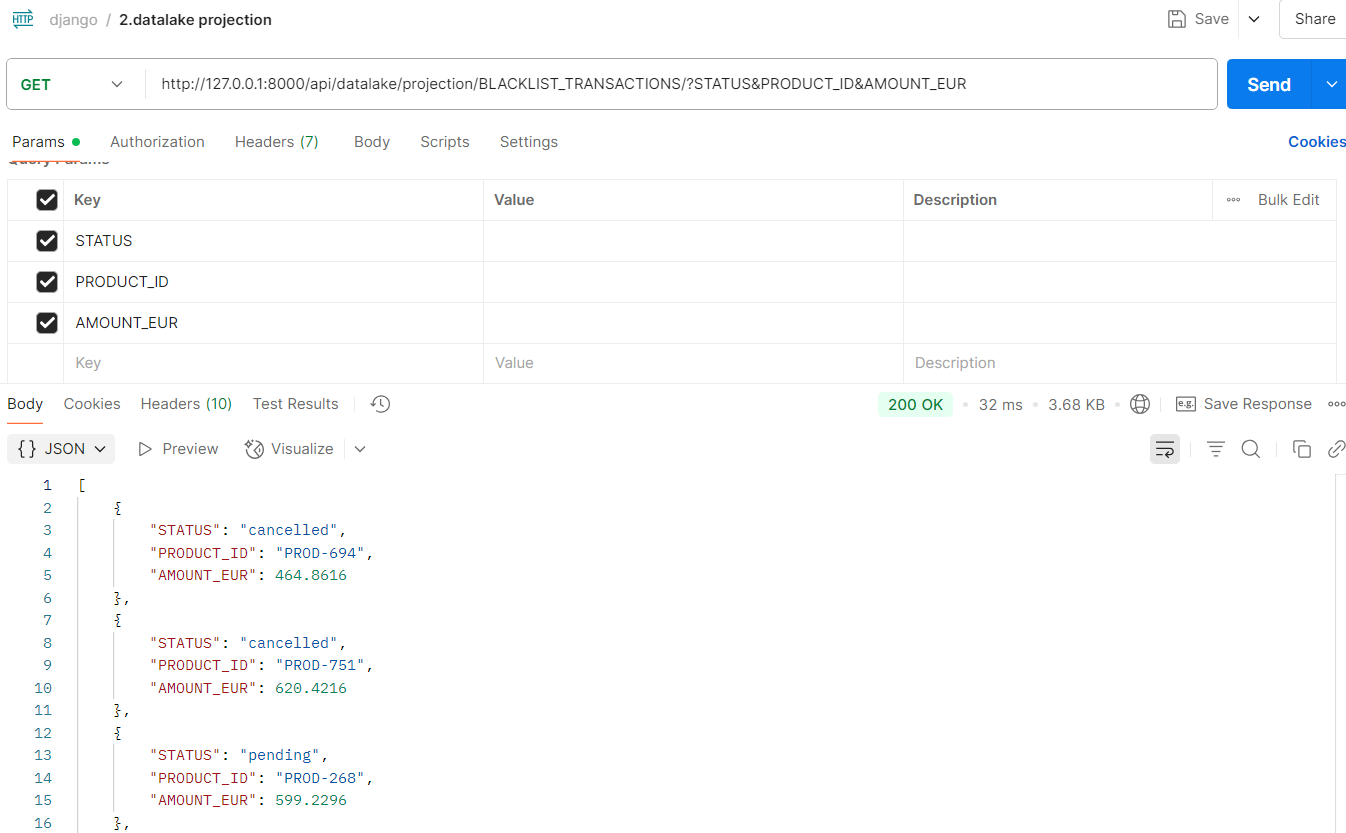 HTTP django / 2.datalake projection Save Share
GET http://127.0.0.1:8000/api/datalake/projection/BLACKLIST_TRANSACTIONS/?STATUS&PRODUCT_ID&AMOUNT_EUR Send
Params Authorization Headers (7) Body Scripts Settings Cookies
Query Params
Key Value Description Bulk Edit
STATUS
PRODUCT_ID
AMOUNT_EUR
Key Value Description
Body Cookies Headers (10) Test Results 200 OK 32 ms 3.68 KB e.g. Save Response
{} JSON Preview Visualize
1 [
2 {
3 "STATUS": "cancelled",
4 "PRODUCT_ID": "PROD-694",
5 "AMOUNT_EUR": 464.8616
6 },
7 {
8 "STATUS": "cancelled",
9 "PRODUCT_ID": "PROD-751",
10 "AMOUNT_EUR": 620.4216
11 },
12 {
13 "STATUS": "pending",
14 "PRODUCT_ID": "PROD-268",
15 "AMOUNT_EUR": 599.2296
16 },